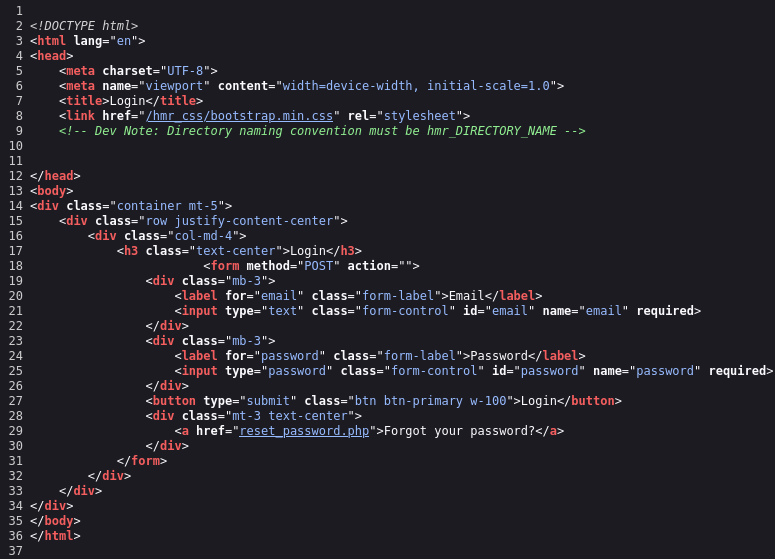 1
2 <!DOCTYPE html>
3 <html lang="en">
4 <head>
5     <meta charset="UTF-8">
6     <meta name="viewport" content="width=device-width, initial-scale=1.0">
7     <title>Login</title>
8     <link href="/hmr_css/bootstrap.min.css" rel="stylesheet">
9     <!-- Dev Note: Directory naming convention must be hmr_DIRECTORY_NAME -->
10
11
12 </head>
13 <body>
14 <div class="container mt-5">
15     <div class="row justify-content-center">
16         <div class="col-md-4">
17             <h3 class="text-center">Login</h3>
18                         <form method="POST" action="">
19                 <div class="mb-3">
20                     <label for="email" class="form-label">Email</label>
21                     <input type="text" class="form-control" id="email" name="email" required>
22                 </div>
23                 <div class="mb-3">
24                     <label for="password" class="form-label">Password</label>
25                     <input type="password" class="form-control" id="password" name="password" required>
26                 </div>
27                 <button type="submit" class="btn btn-primary w-100">Login</button>
28                 <div class="mt-3 text-center">
29                     <a href="reset_password.php">Forgot your password?</a>
30                 </div>
31             </form>
32         </div>
33     </div>
34 </div>
35 </body>
36 </html>
37